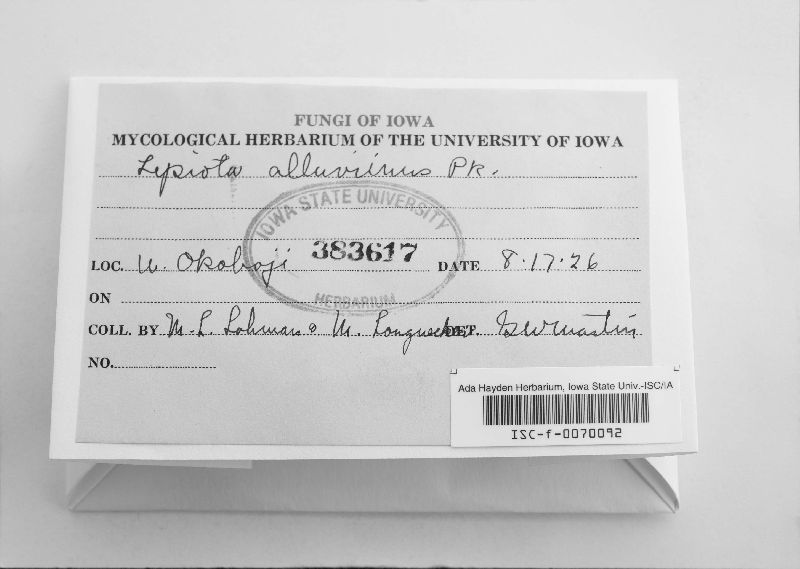 FUNGI OF IOWA
MYCOLOGICAL HERBARIUM OF THE UNIVERSITY OF IOWA
Lepiota alluviinus Pk.
IOWA STATE UNIVERSITY
383617
HERBARIUM
LOC. W. Okoboji DATE 8·17·26
ON
COLL. BY M. L. Lohman & M. DET. GW Martin
NO.
Ada Hayden Herbarium, Iowa State Univ.-ISC/IA
ISC-f-0070092